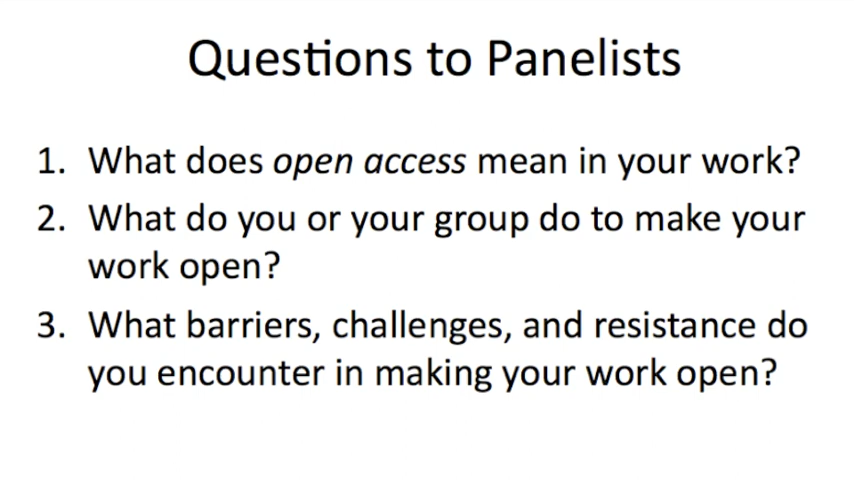 Questions to Panelists
1. What does open access mean in your work?
2. What do you or your group do to make your
work open?
3. What barriers, challenges, and resistance do
you encounter in making your work open?